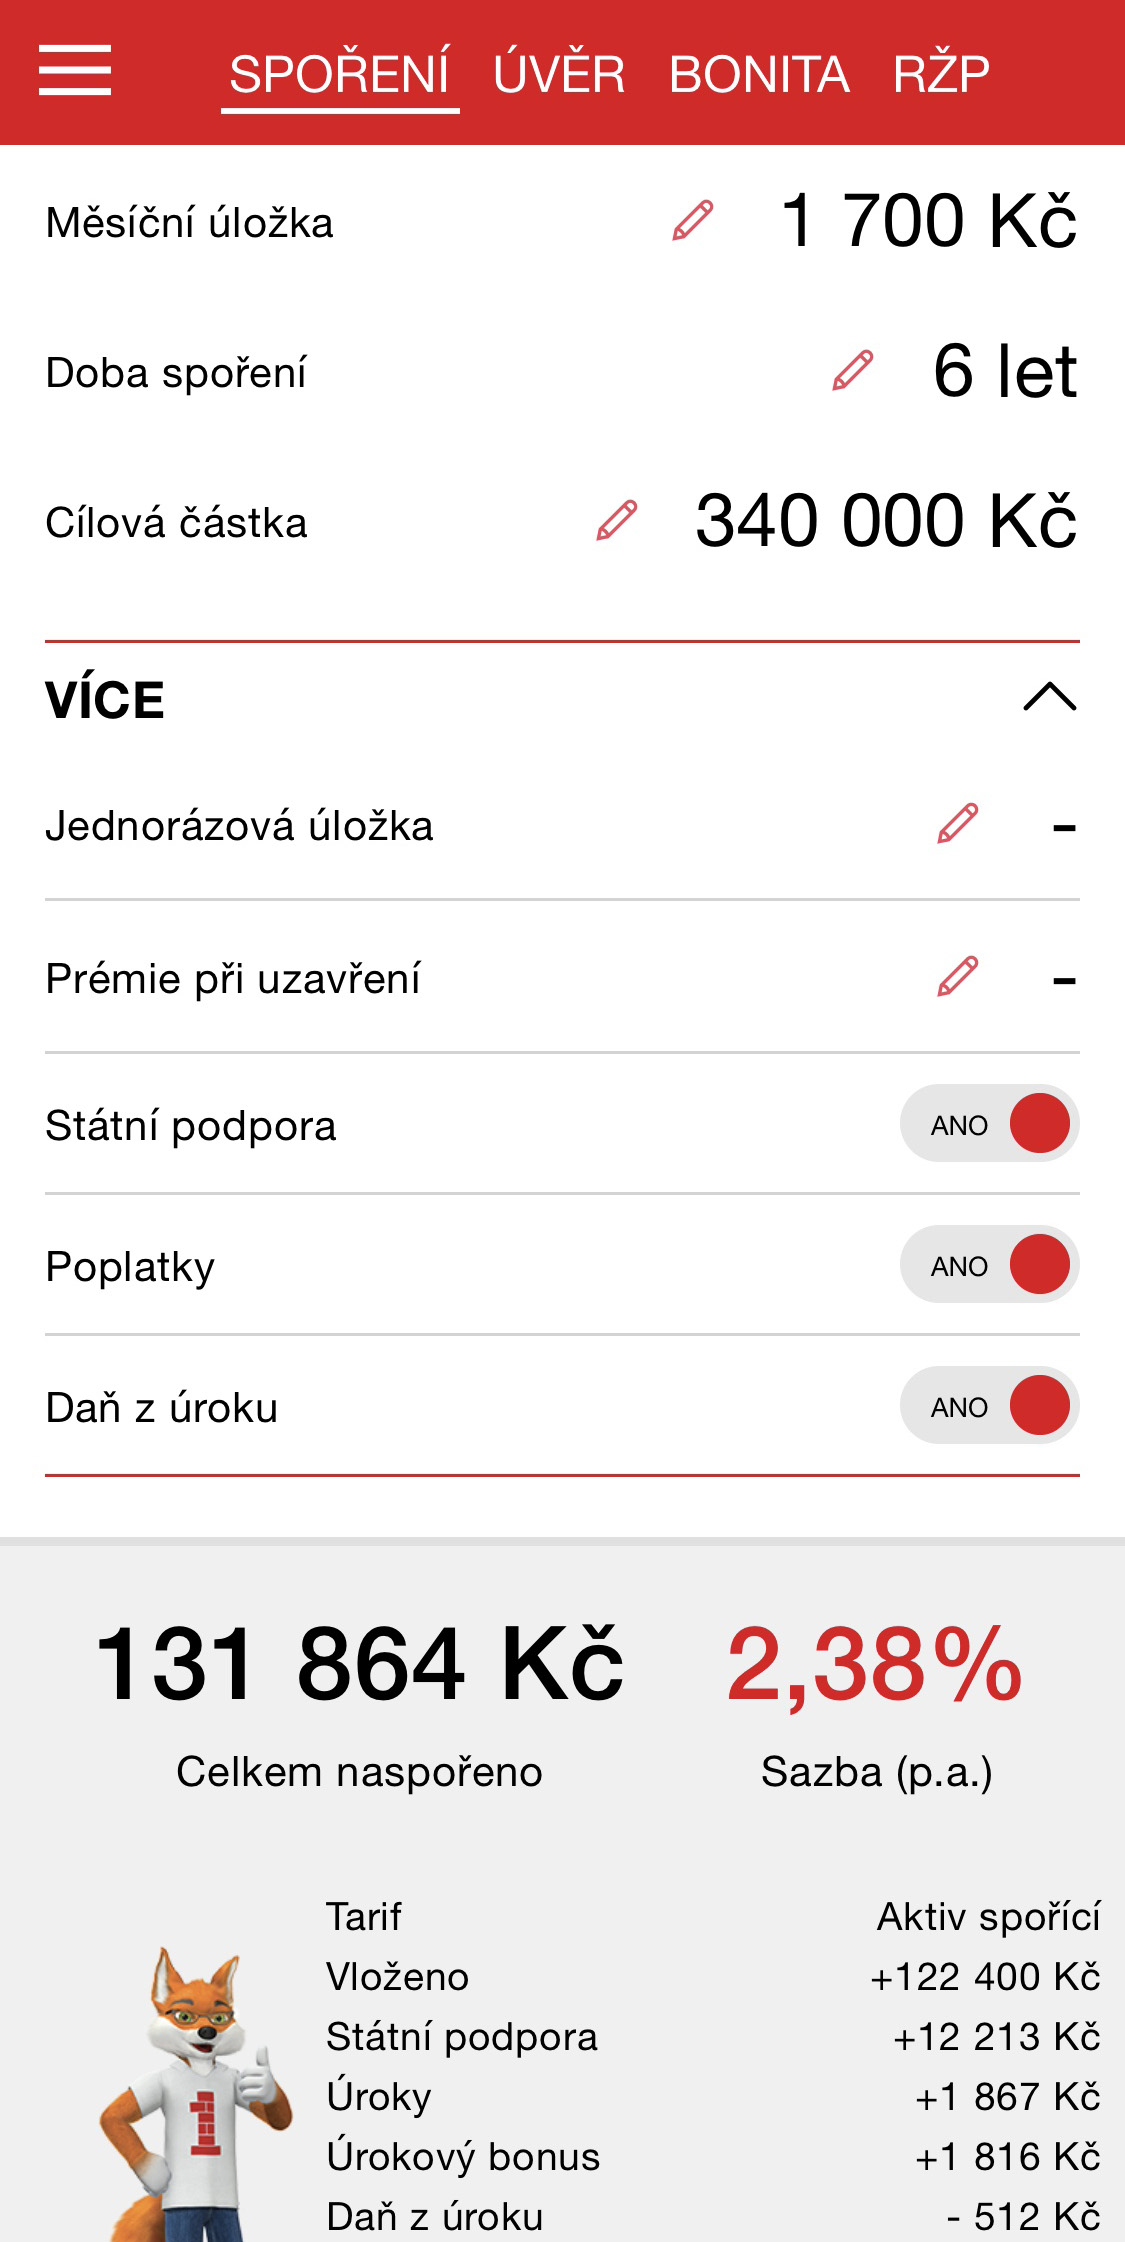 SPOŘENÍ ÚVĚR BONITA RŽP
Měsíční úložka 1 700 Kč
Doba spoření 6 let
Cílová částka 340 000 Kč
VÍCE
Jednorázová úložka -
Prémie při uzavření -
Státní podpora ANO
Poplatky ANO
Daň z úroku ANO
131 864 Kč 2,38%
Celkem naspořeno Sazba (p.a.)
Tarif Aktiv spořící
Vloženo +122 400 Kč
Státní podpora +12 213 Kč
Úroky +1 867 Kč
Úrokový bonus +1 816 Kč
Daň z úroku - 512 Kč
1